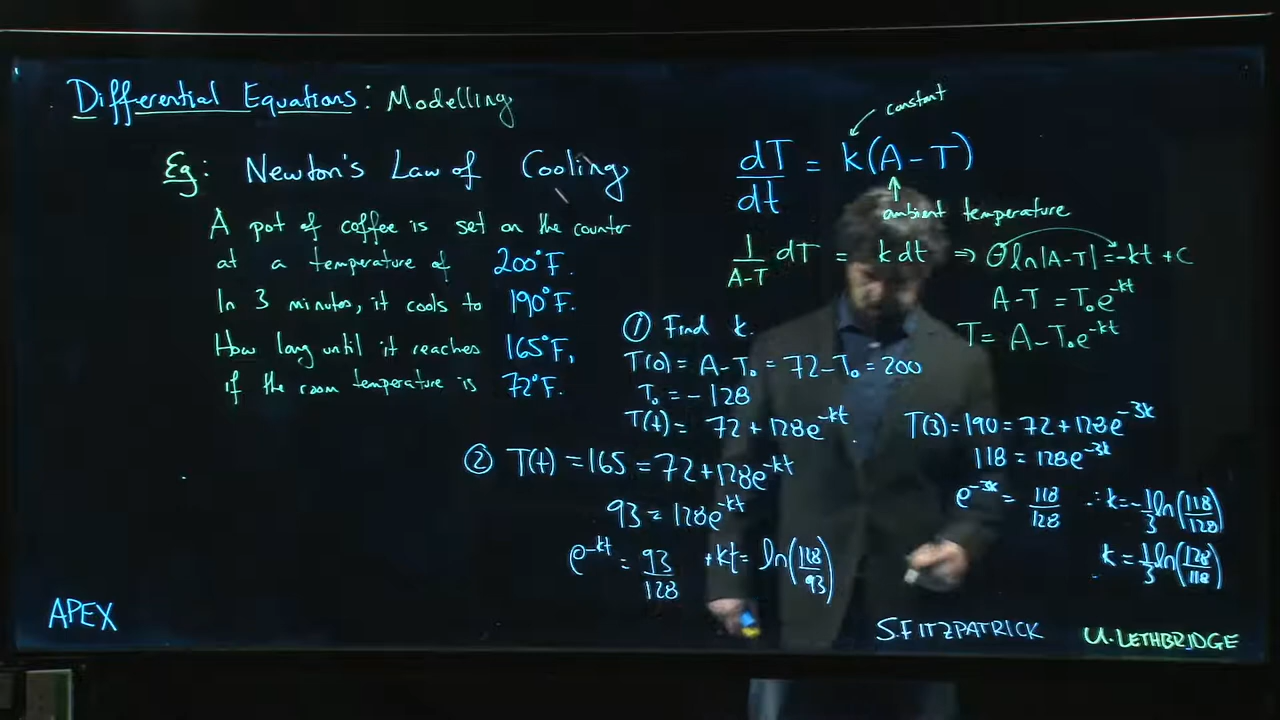 Differential Equations: Modelling
Eg: Newton's Law of Cooling
A pot of coffee is set on the counter
at a temperature of 200°F.
In 3 minutes, it cools to 190°F.
How long until it reaches 165°F,
if the room temperature is 72°F.
constant
dT/dt = k(A-T)
ambient temperature
1/(A-T) dT = k dt ⇒ -ln|A-T| = -kt + C
A-T = T₀e^(-kt)
T = A-T₀e^(-kt)
① Find k.
T(0) = A-T₀ = 72-T₀ = 200
T₀ = -128
T(t) = 72+128e^(-kt)
T(3) = 190 = 72+128e^(-3k)
118 = 128e^(-3k)
e^(-3k) = 118/128 ∴ k = -1/3 ln(118/128)
k = 1/3 ln(128/118)
② T(t) = 165 = 72+128e^(-kt)
93 = 128e^(-kt)
e^(-kt) = 93/128 +kt = ln(128/93)
APEX
S.FITZPATRICK
U.LETHBRIDGE